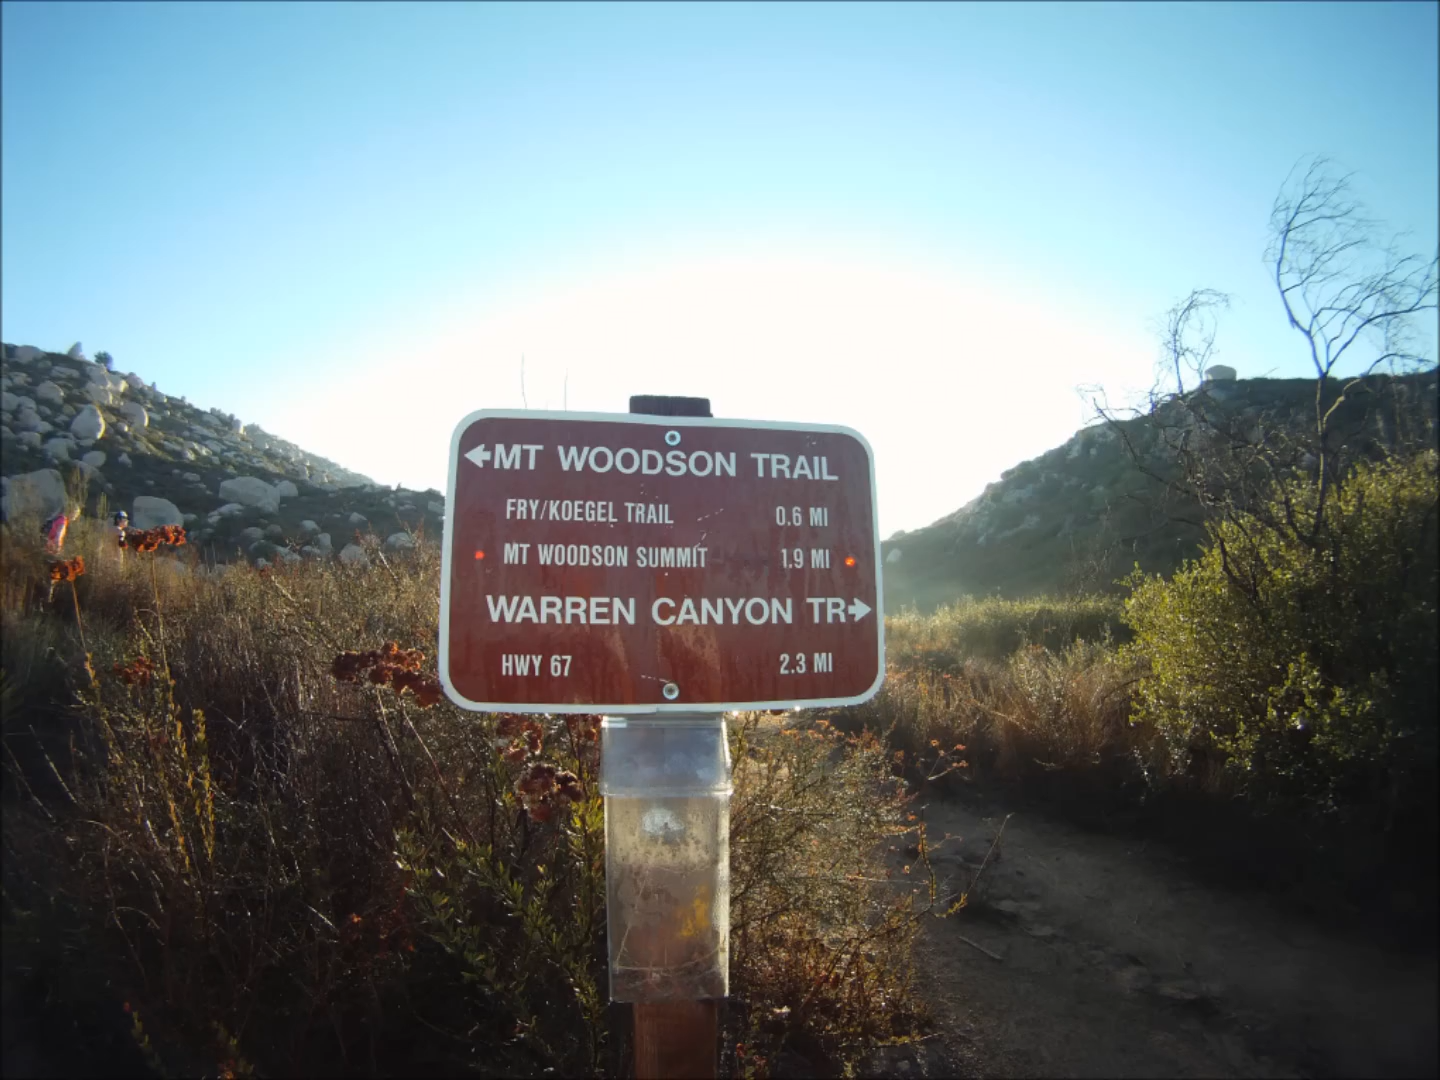 ←MT WOODSON TRAIL
FRY/KOEGEL TRAIL 0.6 MI
MT WOODSON SUMMIT 1.9 MI
WARREN CANYON TR→
HWY 67 2.3 MI